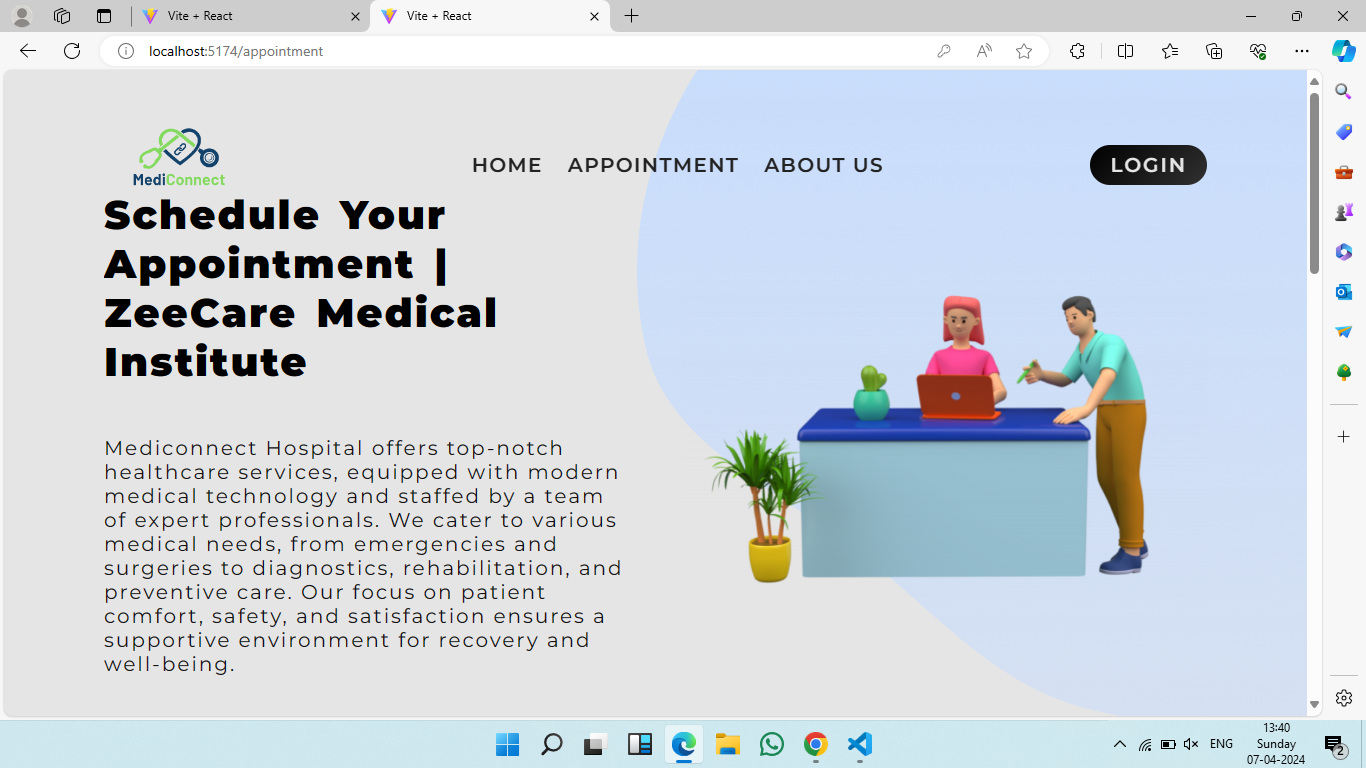 Vite + React
Vite + React
localhost:5174/appointment
MediConnect
HOME APPOINTMENT ABOUT US
LOGIN
Schedule Your
Appointment |
ZeeCare Medical
Institute
Mediconnect Hospital offers top-notch
healthcare services, equipped with modern
medical technology and staffed by a team
of expert professionals. We cater to various
medical needs, from emergencies and
surgeries to diagnostics, rehabilitation, and
preventive care. Our focus on patient
comfort, safety, and satisfaction ensures a
supportive environment for recovery and
well-being.
ENG
13:40
Sunday
07-04-2024
2